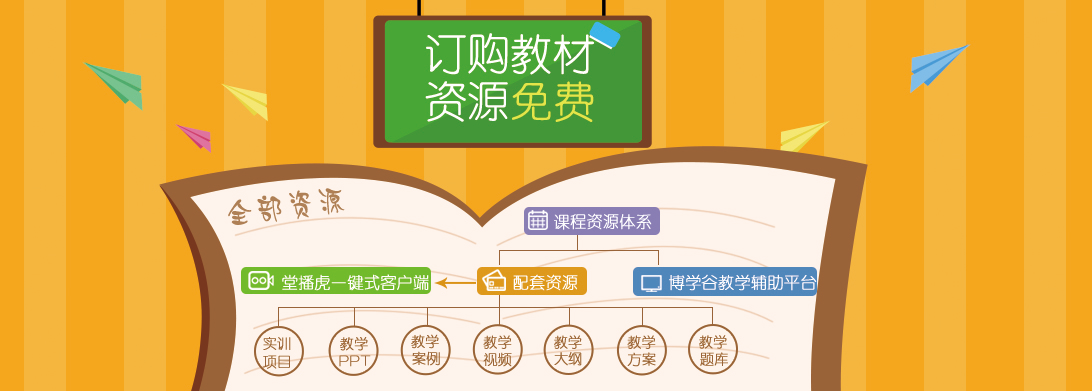 订购教材
资源免费
全部资源
课程资源体系
堂播虎一键式客户端
配套资源
博学谷教学辅助平台
实训
项目
教学
PPT
教学
案例
教学
视频
教学
大纲
教学
方案
教学
题库